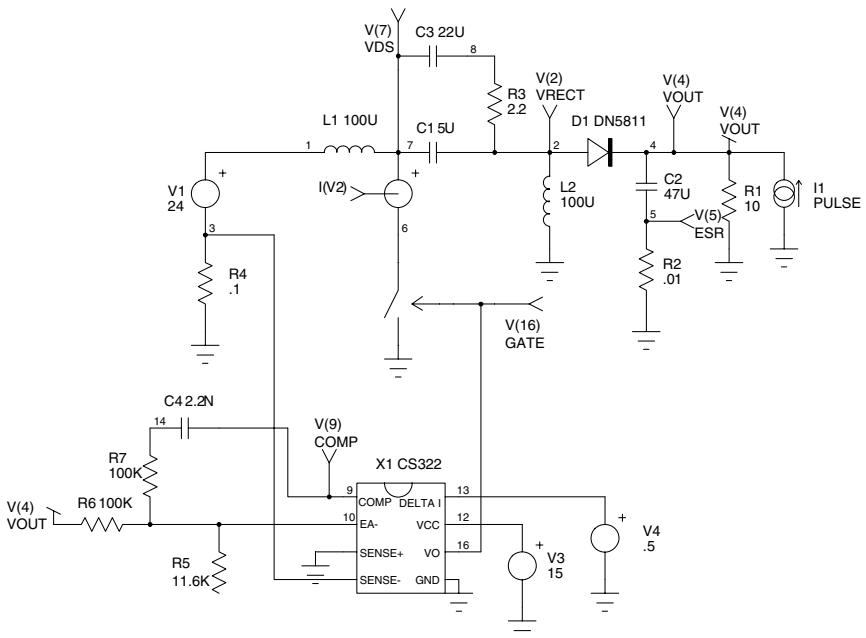 V(7)
VDS
C3 22U
8
R3
2.2
V(2)
VRECT
V(4)
VOUT
V(4)
VOUT
D1 DN5811
L1 100U
C1 5U
1
7
2
4
V1
24
I(V2)
L2
100U
C2
47U
R1
10
I1
PULSE
3
6
5
V(5)
ESR
R4
.1
R2
.01
V(16)
GATE
C4 2.2N
14
V(9)
COMP
X1 CS322
R7
100K
9
COMP
DELTA I
13
V(4)
VOUT
R6 100K
10
EA-
VCC
12
V4
.5
SENSE+
VO
16
V3
15
R5
11.6K
SENSE-
GND